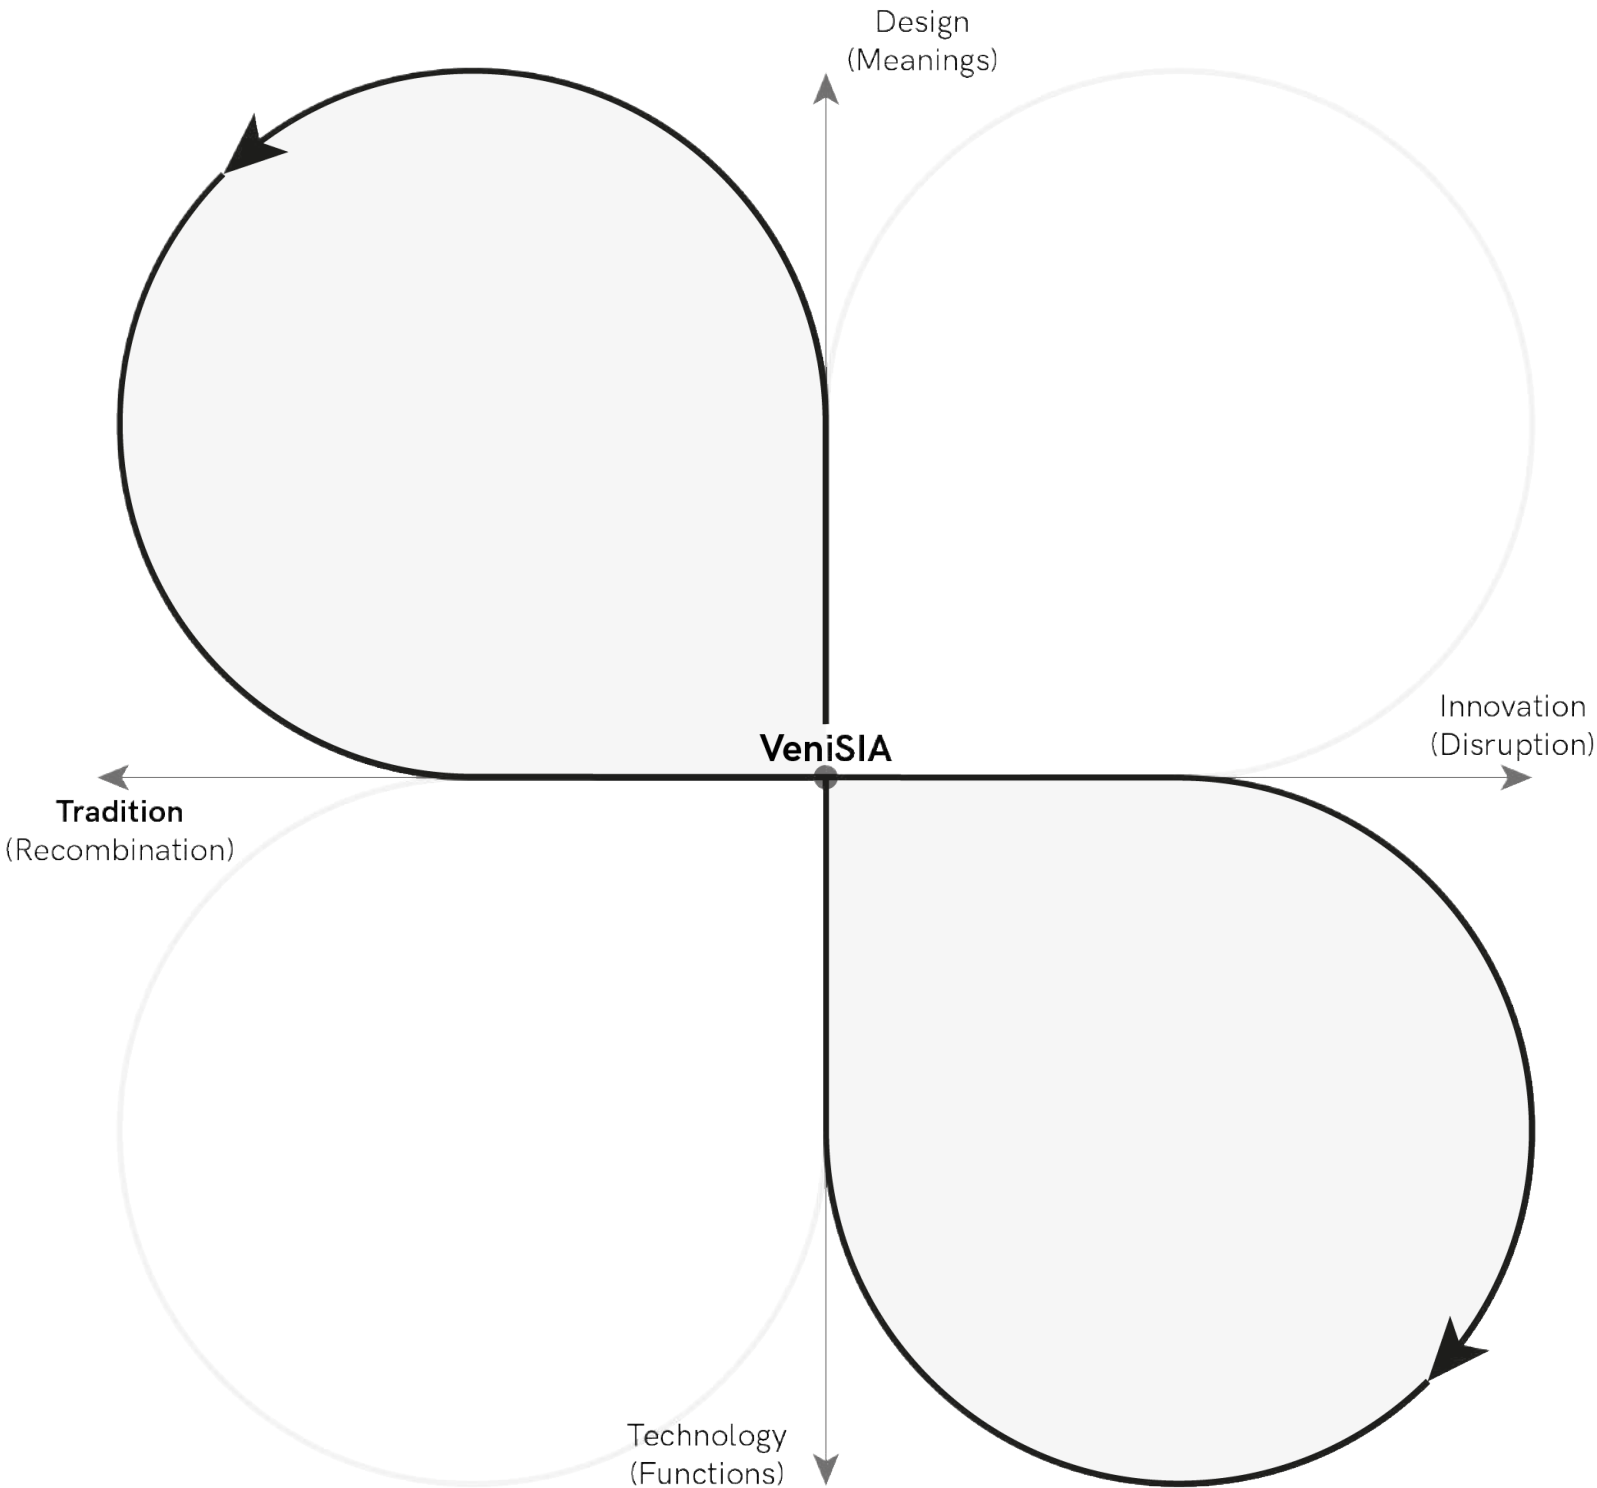 Design
(Meanings)
Innovation
(Disruption)
VeniSIA
Tradition
(Recombination)
Technology
(Functions)